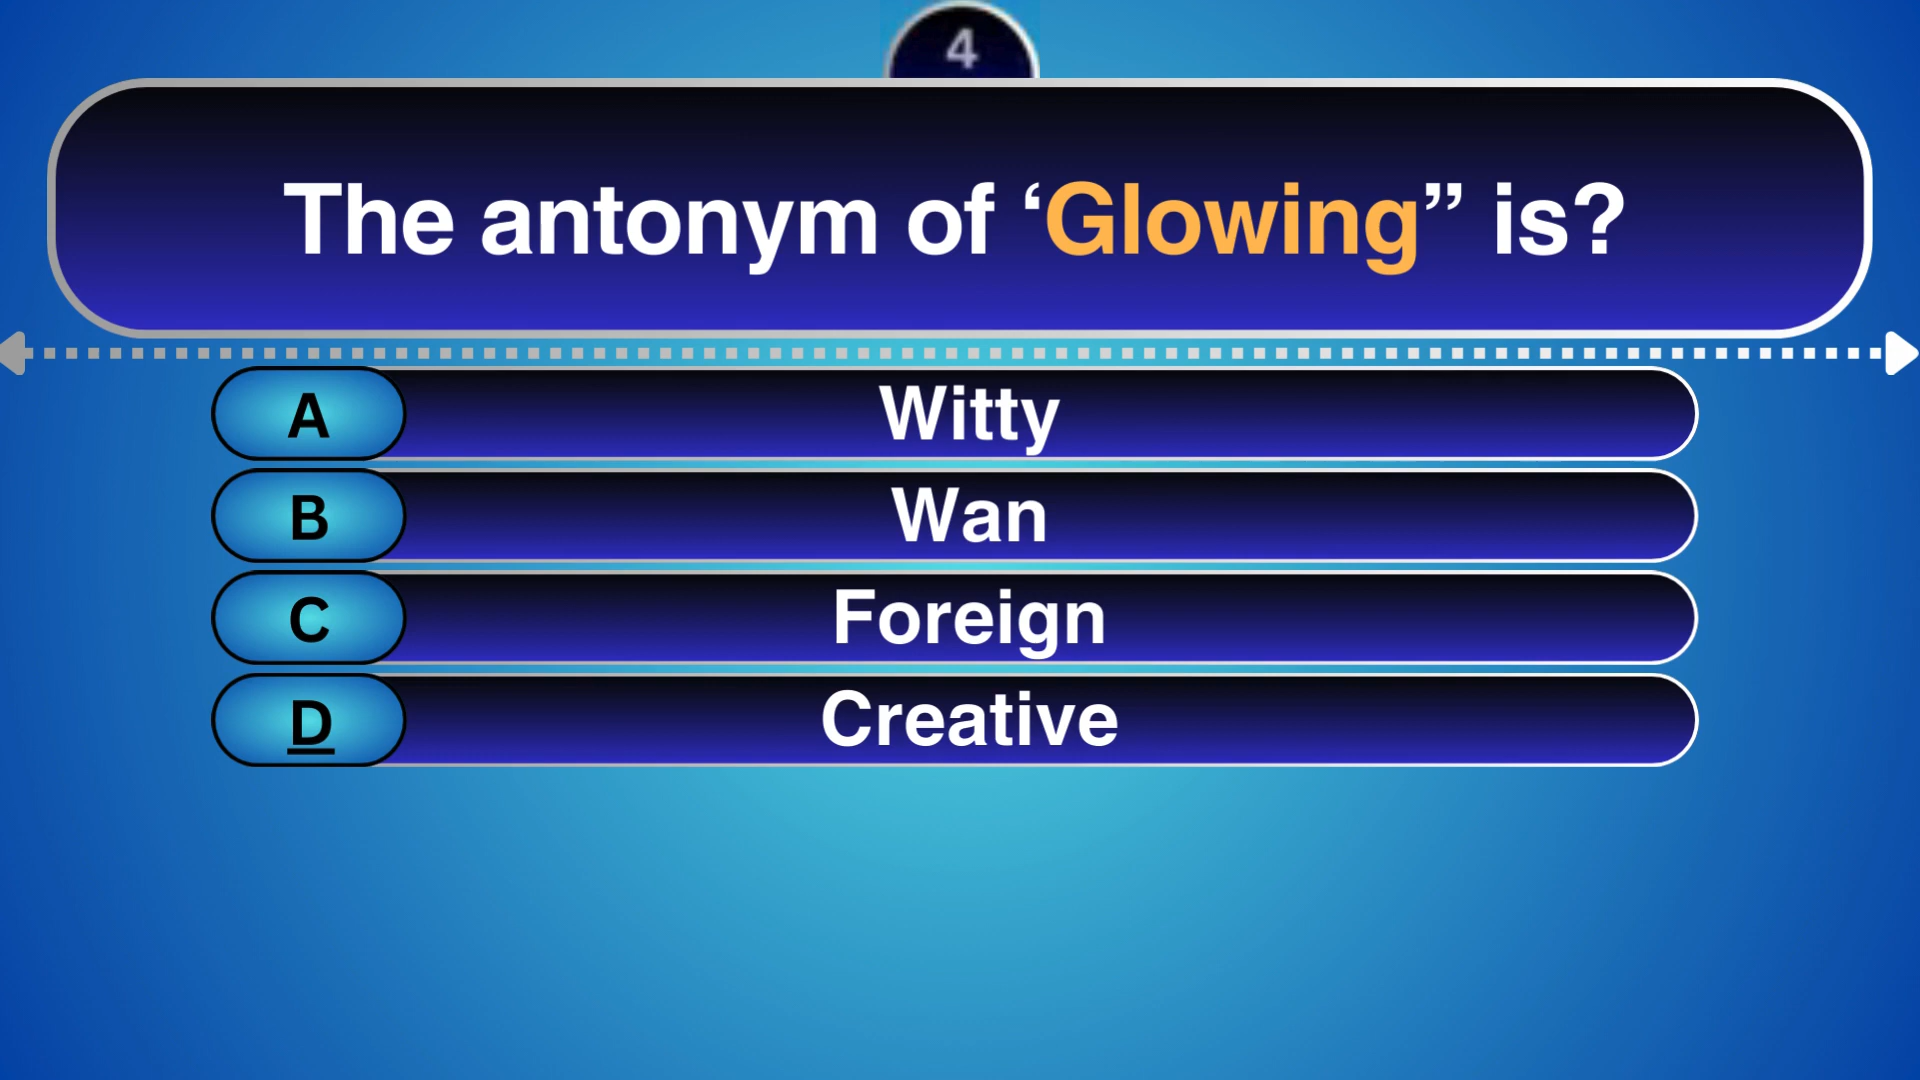 4
The antonym of ‘Glowing” is?
A
Witty
B
Wan
C
Foreign
D
Creative